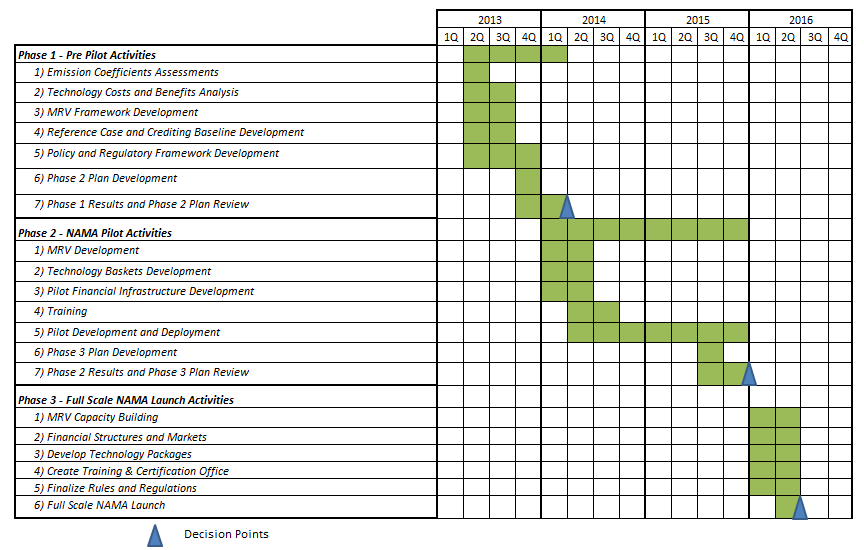 2013 2014 2015 2016
1Q 2Q 3Q 4Q 1Q 2Q 3Q 4Q 1Q 2Q 3Q 4Q 1Q 2Q 3Q 4Q
Phase 1 - Pre Pilot Activities
1) Emission Coefficients Assessments
2) Technology Costs and Benefits Analysis
3) MRV Framework Development
4) Reference Case and Crediting Baseline Development
5) Policy and Regulatory Framework Development
6) Phase 2 Plan Development
7) Phase 1 Results and Phase 2 Plan Review
Phase 2 - NAMA Pilot Activities
1) MRV Development
2) Technology Baskets Development
3) Pilot Financial Infrastructure Development
4) Training
5) Pilot Development and Deployment
6) Phase 3 Plan Development
7) Phase 2 Results and Phase 3 Plan Review
Phase 3 - Full Scale NAMA Launch Activities
1) MRV Capacity Building
2) Financial Structures and Markets
3) Develop Technology Packages
4) Create Training & Certification Office
5) Finalize Rules and Regulations
6) Full Scale NAMA Launch
Decision Points